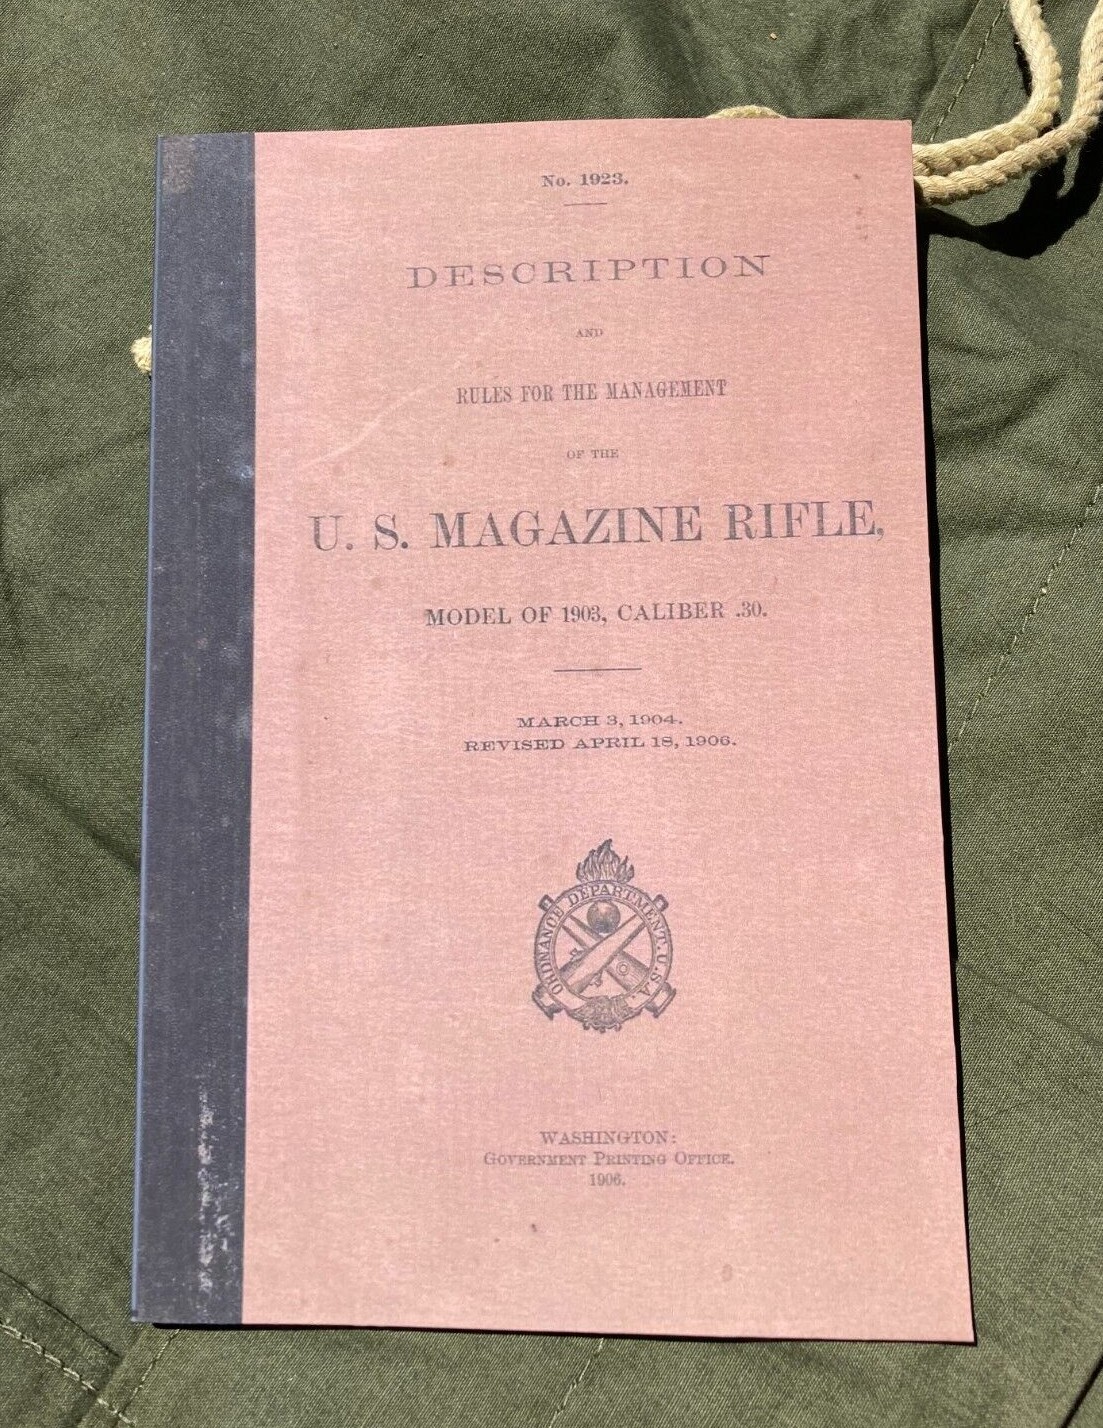 No. 1923.
DESCRIPTION
AND
RULES FOR THE MANAGEMENT
OF THE
U. S. MAGAZINE RIFLE,
MODEL OF 1903, CALIBER .30.
MARCH 3, 1904.
REVISED APRIL 18, 1906.
ORDNANCE DEPARTMENT. U.S.A.
WASHINGTON:
GOVERNMENT PRINTING OFFICE.
1906.